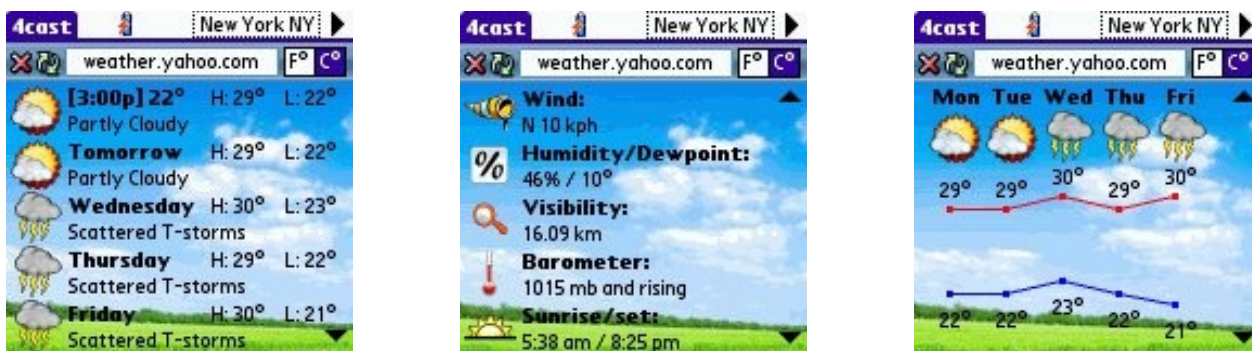 4cast New York NY
weather.yahoo.com F° C°
[3:00p] 22° H: 29° L: 22°
Partly Cloudy
Tomorrow H: 29° L: 22°
Partly Cloudy
Wednesday H: 30° L: 23°
Scattered T-storms
Thursday H: 29° L: 22°
Scattered T-storms
Friday H: 30° L: 21°
Scattered T-storms
4cast New York NY
weather.yahoo.com F° C°
Wind:
N 10 kph
% Humidity/Dewpoint:
46% / 10°
Visibility:
16.09 km
Barometer:
1015 mb and rising
Sunrise/set:
5:38 am / 8:25 pm
4cast New York NY
weather.yahoo.com F° C°
Mon Tue Wed Thu Fri
29° 29° 30° 29° 30°
22° 22° 23° 22° 21°